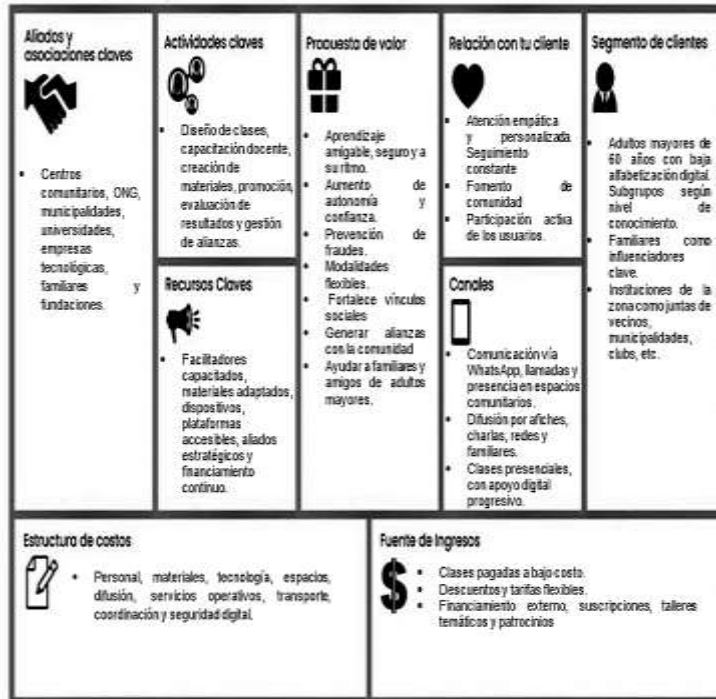 Aliados y
asociaciones claves
Centros
comunitarios, ONG,
municipalidades,
universidades,
empresas
tecnológicas,
familiares y
fundaciones.
Actividades claves
Diseño de clases,
capacitación docente,
creación de
materiales, promoción,
evaluación de
resultados y gestión
de alianzas.
Recursos Claves
Facilitadores
capacitados,
materiales adaptados,
dispositivos,
plataformas
accesibles, aliados
estratégicos y
financiamiento
continuo.
Propuesta de valor
Aprendizaje
amigable, seguro y a
su ritmo.
Aumento de
autonomía y
confianza.
Prevención de
fraudes.
Modalidades
flexibles.
Fortalece vínculos
sociales
Generar alianzas
con la comunidad
Ayudar a familiares y
amigos de adultos
mayores.
Relación con tu cliente
Atención empática
y personalizada.
Seguimiento
constante
Fomento de
comunidad
Participación activa
de los usuarios.
Canales
Comunicación vía
WhatsApp, llamadas y
presencia en espacios
comunitarios.
Difusión por afiches,
charlas, redes y
familiares.
Clases presenciales,
con apoyo digital
progresivo.
Segmento de clientes
Adultos mayores de
60 años con baja
alfabetización digital.
Subgrupos según
nivel de
conocimiento.
Familiares como
influenciadores
clave.
Instituciones de la
zona como juntas de
vecinos,
municipalidades,
clubs, etc.
Estructura de costos
Personal, materiales, tecnología, espacios,
difusión, servicios operativos, transporte,
coordinación y seguridad digital.
Fuente de Ingresos
Clases pagadas a bajo costo.
Descuentos y tarifas flexibles.
Financiamiento externo, suscripciones, talleres
temáticos y patrocinios